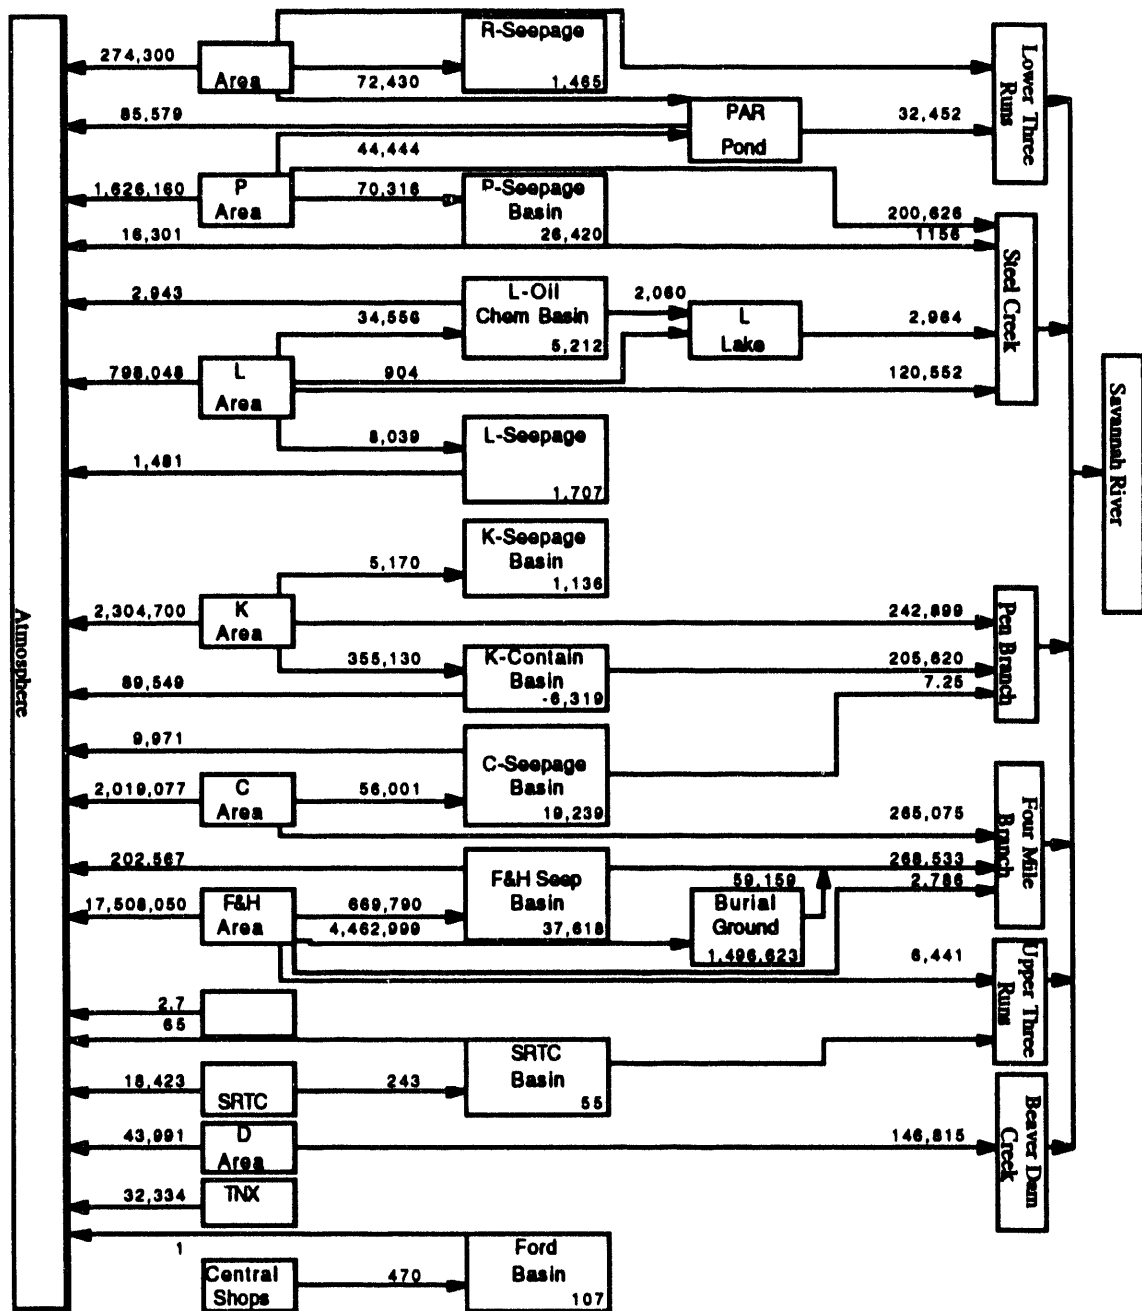 R-Seepage
274,300
Area
72,430
1,465
Lower Three
Runs
85,579
PAR
Pond
32,452
44,444
1,626,160
P
Area
70,316
P-Seepage
Basin
26,420
200,626
1156
16,301
Steel Creek
2,943
L-Oil
Chem Basin
5,212
2,060
34,556
L
Lake
2,964
798,048
L
Area
904
120,552
8,039
L-Seepage
1,707
1,481
Savannah River
K-Seepage
Basin
1,136
5,170
2,304,700
K
Area
242,899
Pen Branch
355,130
K-Contain
Basin
-6,319
205,620
7.25
89,549
Atmosphere
9,971
C-Seepage
Basin
19,239
2,019,077
C
Area
56,001
265,075
Four Mile
Branch
202,567
F&H Seep
Basin
37,618
268,533
59,159
2,786
17,508,050
F&H
Area
669,790
4,462,999
Burial
Ground
1,496,623
6,441
Upper Three
Runs
2.7
65
SRTC
Basin
55
18,423
SRTC
243
43,991
D
Area
146,815
Beaver Dam
Creek
32,334
TNX
1
Ford
Basin
107
Central
Shops
470